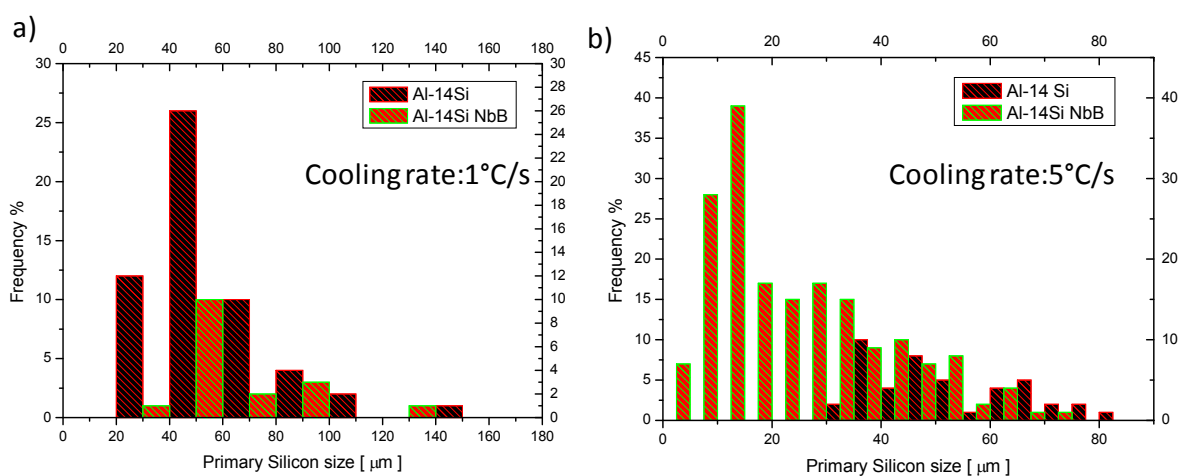 a)
0 20 40 60 80 100 120 140 160 180
30
25
20
15
10
5
0
Frequency %
Al-14Si
Al-14Si NbB
Cooling rate:1°C/s
30
28
26
24
22
20
18
16
14
12
10
8
6
4
2
0
0 20 40 60 80 100 120 140 160 180
Primary Silicon size [ μm ]
b)
0 20 40 60 80
45
40
35
30
25
20
15
10
5
0
Frequency %
Al-14 Si
Al-14Si NbB
Cooling rate:5°C/s
40
30
20
10
0
0 20 40 60 80
Primary Silicon size [ μm ]